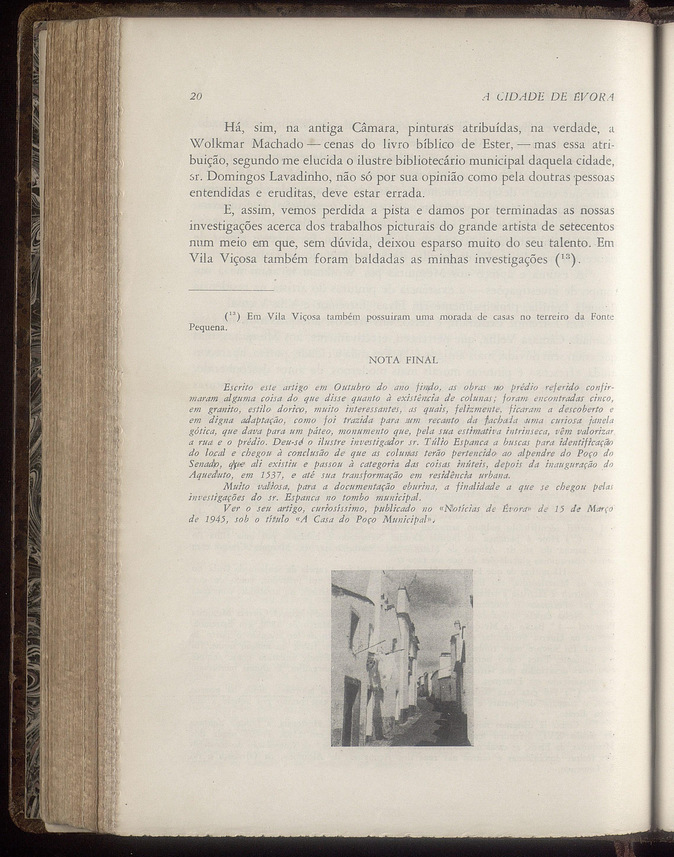 20 A CIDADE DE ÉVORA
Há, sim, na antiga Câmara, pinturas atribuídas, na verdade, a
Wolkmar Machado — cenas do livro bíblico de Ester, — mas essa atri-
buição, segundo me elucida o ilustre bibliotecário municipal daquela cidade,
sr. Domingos Lavadinho, não só por sua opinião como pela doutras pessoas
entendidas e eruditas, deve estar errada.
E, assim, vemos perdida a pista e damos por terminadas as nossas
investigações acerca dos trabalhos picturais do grande artista de setecentos
num meio em que, sem dúvida, deixou esparso muito do seu talento. Em
Vila Viçosa também foram baldadas as minhas investigações (¹³).
(¹³) Em Vila Viçosa também possuiram uma morada de casas no terreiro da Fonte
Pequena.
NOTA FINAL
Escrito este artigo em Outubro do ano findo, as obras no prédio referido confir-
maram alguma coisa do que disse quanto à existência de colunas; foram encontradas cinco,
em granito, estilo dorico, muito interessantes, as quais, felizmente, ficaram a descoberto e
em digna adaptação, como foi trazida para um recanto da fachada uma curiosa janela
gótica, que dava para um páteo, monumento que, pela sua estimativa intrínseca, vêm valorizar
a rua e o prédio. Deu-se o ilustre investigador sr. Túlio Espanca a buscas para identificação
do local e chegou à conclusão de que as colunas terão pertencido ao alpendre do Poço do
Senado, que ali existiu e passou à categoria das coisas inúteis, depois da inauguração do
Aqueduto, em 1537, e até sua transformação em residência urbana.
Muito valiosa, para a documentação eburina, a finalidade a que se chegou pelas
investigações do sr. Espanca no tombo municipal.
Ver o seu artigo, curiosissimo, publicado no «Notícias de Évora» de 15 de Março
de 1945, sob o título «A Casa do Poço Municipal».